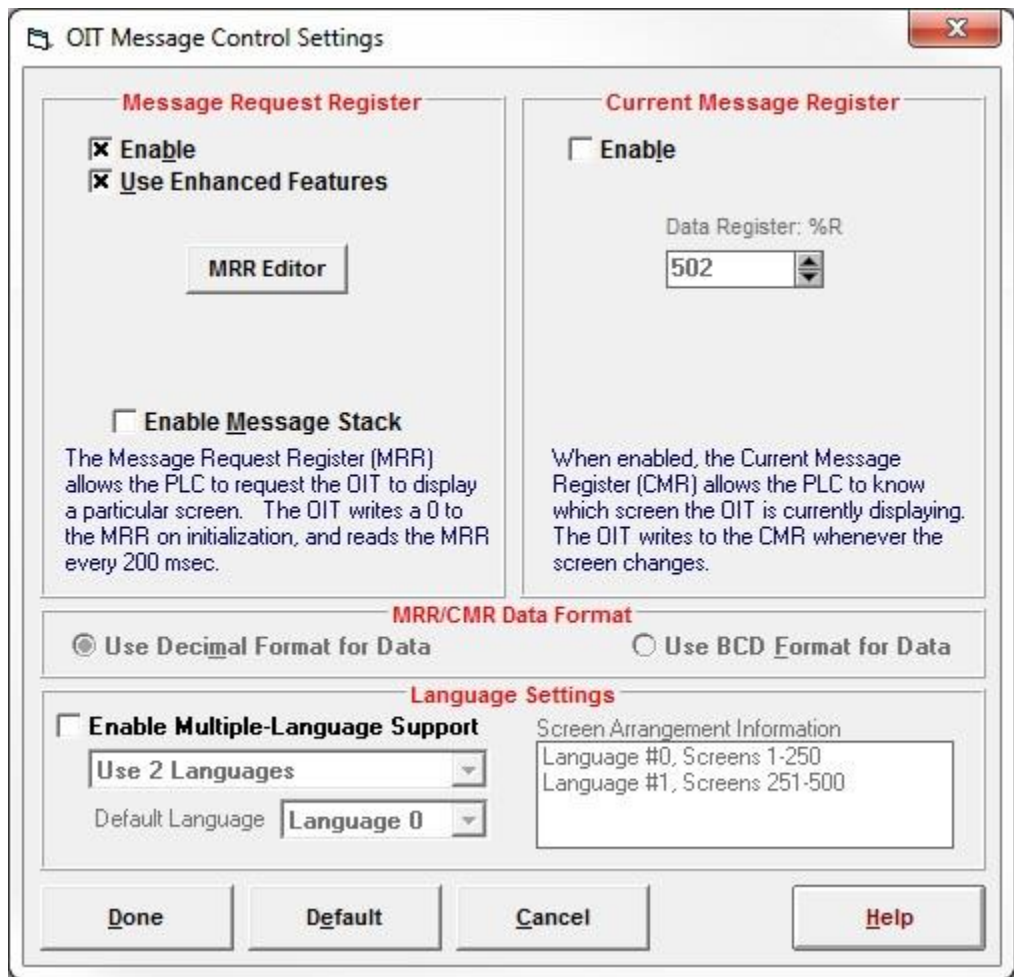 OIT Message Control Settings
Message Request Register
Enable
Use Enhanced Features
MRR Editor
Enable Message Stack
The Message Request Register (MRR)
allows the PLC to request the OIT to display
a particular screen. The OIT writes a 0 to
the MRR on initialization, and reads the MRR
every 200 msec.
Current Message Register
Enable
Data Register: %R
502
When enabled, the Current Message
Register (CMR) allows the PLC to know
which screen the OIT is currently displaying.
The OIT writes to the CMR whenever the
screen changes.
MRR/CMR Data Format
Use Decimal Format for Data
Use BCD Format for Data
Language Settings
Enable Multiple-Language Support
Use 2 Languages
Default Language
Language 0
Screen Arrangement Information
Language #0, Screens 1-250
Language #1, Screens 251-500
Done
Default
Cancel
Help